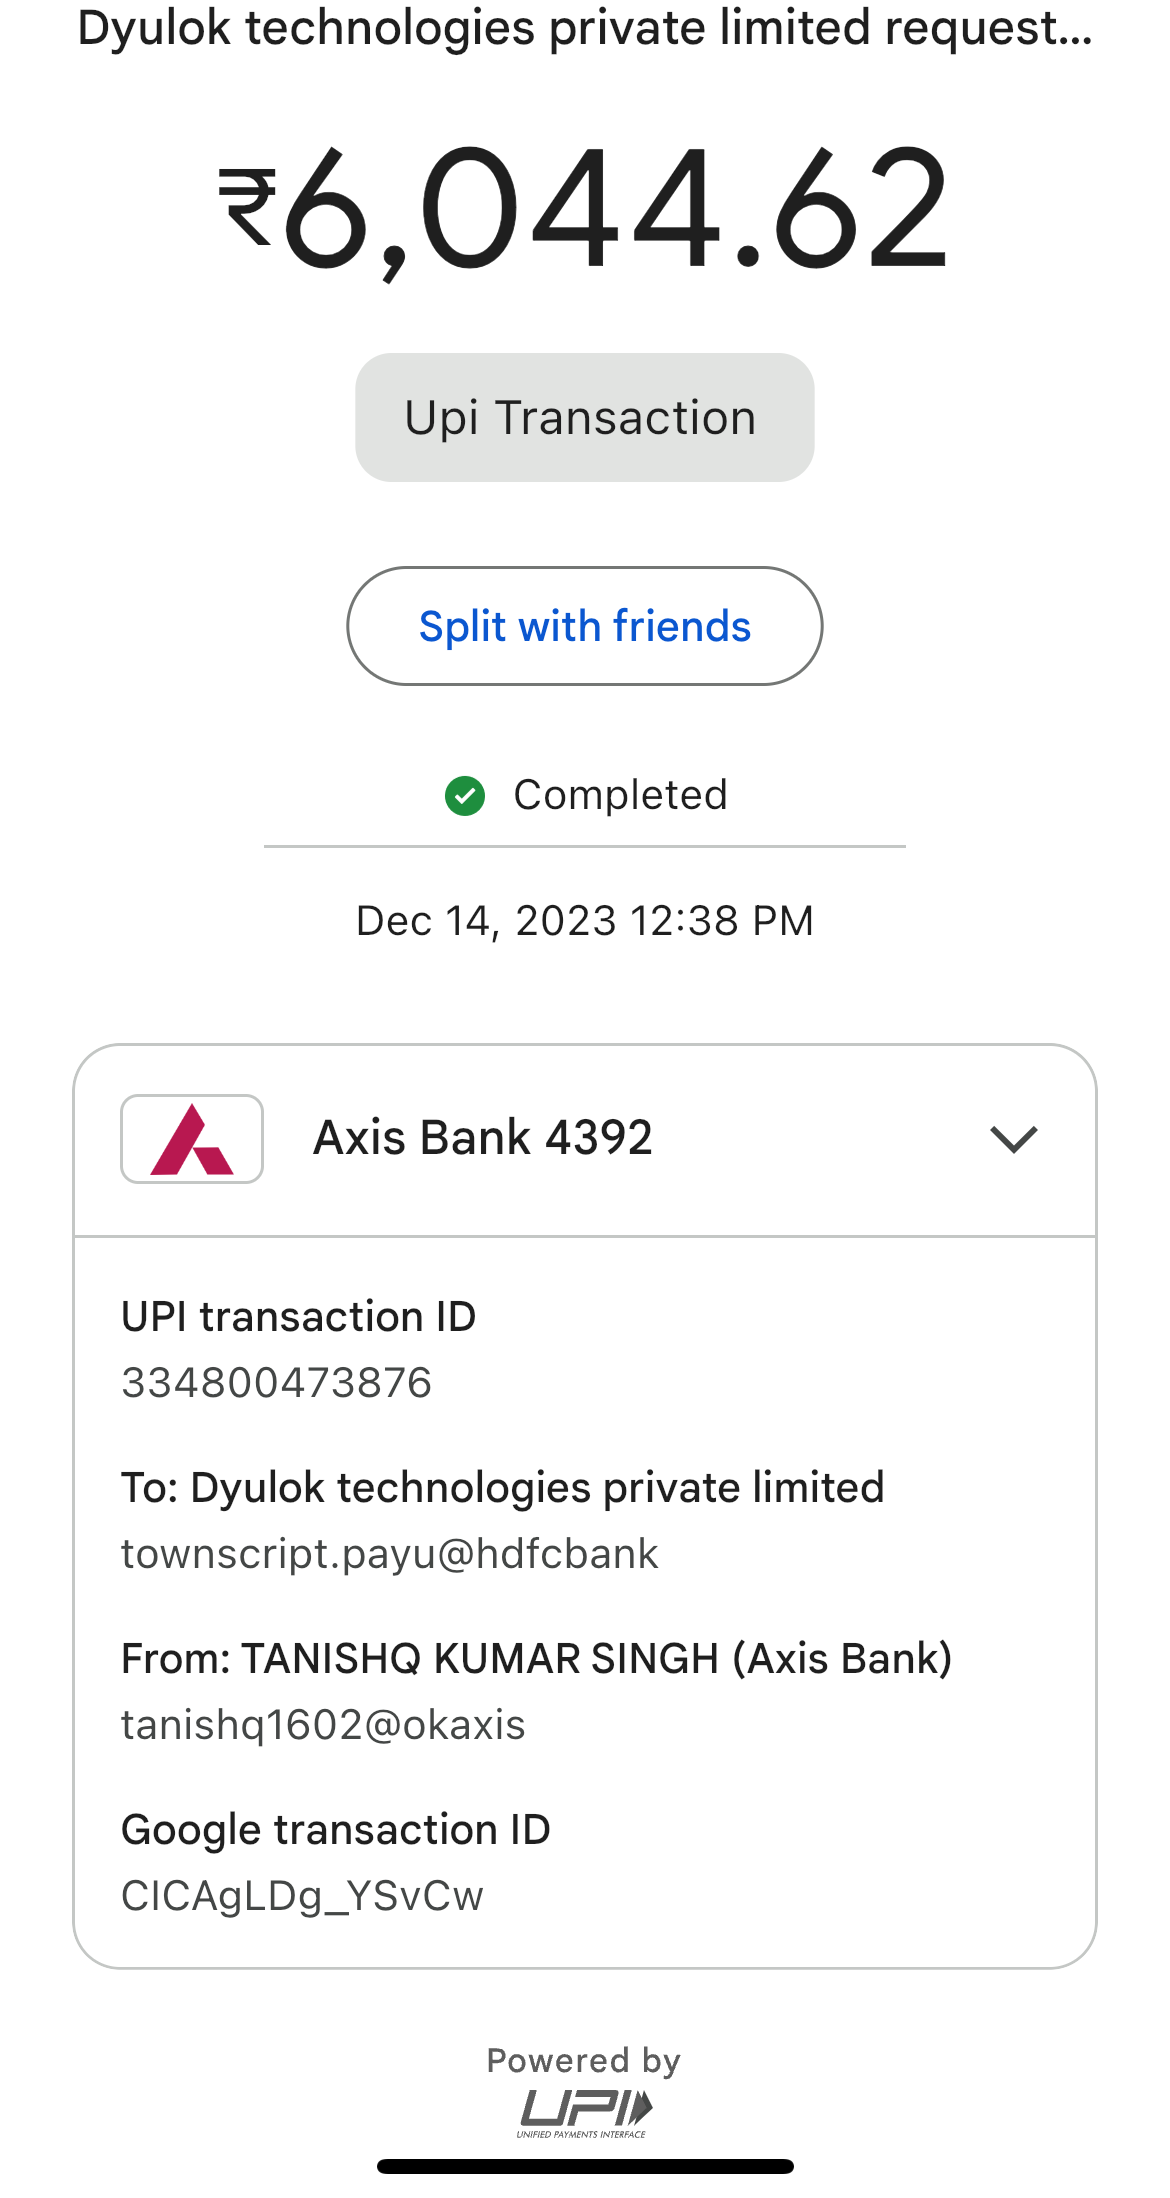 Dyulok technologies private limited request...
₹6,044.62
Upi Transaction
Split with friends
Completed
Dec 14, 2023 12:38 PM
Axis Bank 4392
UPI transaction ID
334800473876
To: Dyulok technologies private limited
townscript.payu@hdfcbank
From: TANISHQ KUMAR SINGH (Axis Bank)
tanishq1602@okaxis
Google transaction ID
CICAgLDg_YSvCw
Powered by
UPI
UNIFIED PAYMENTS INTERFACE